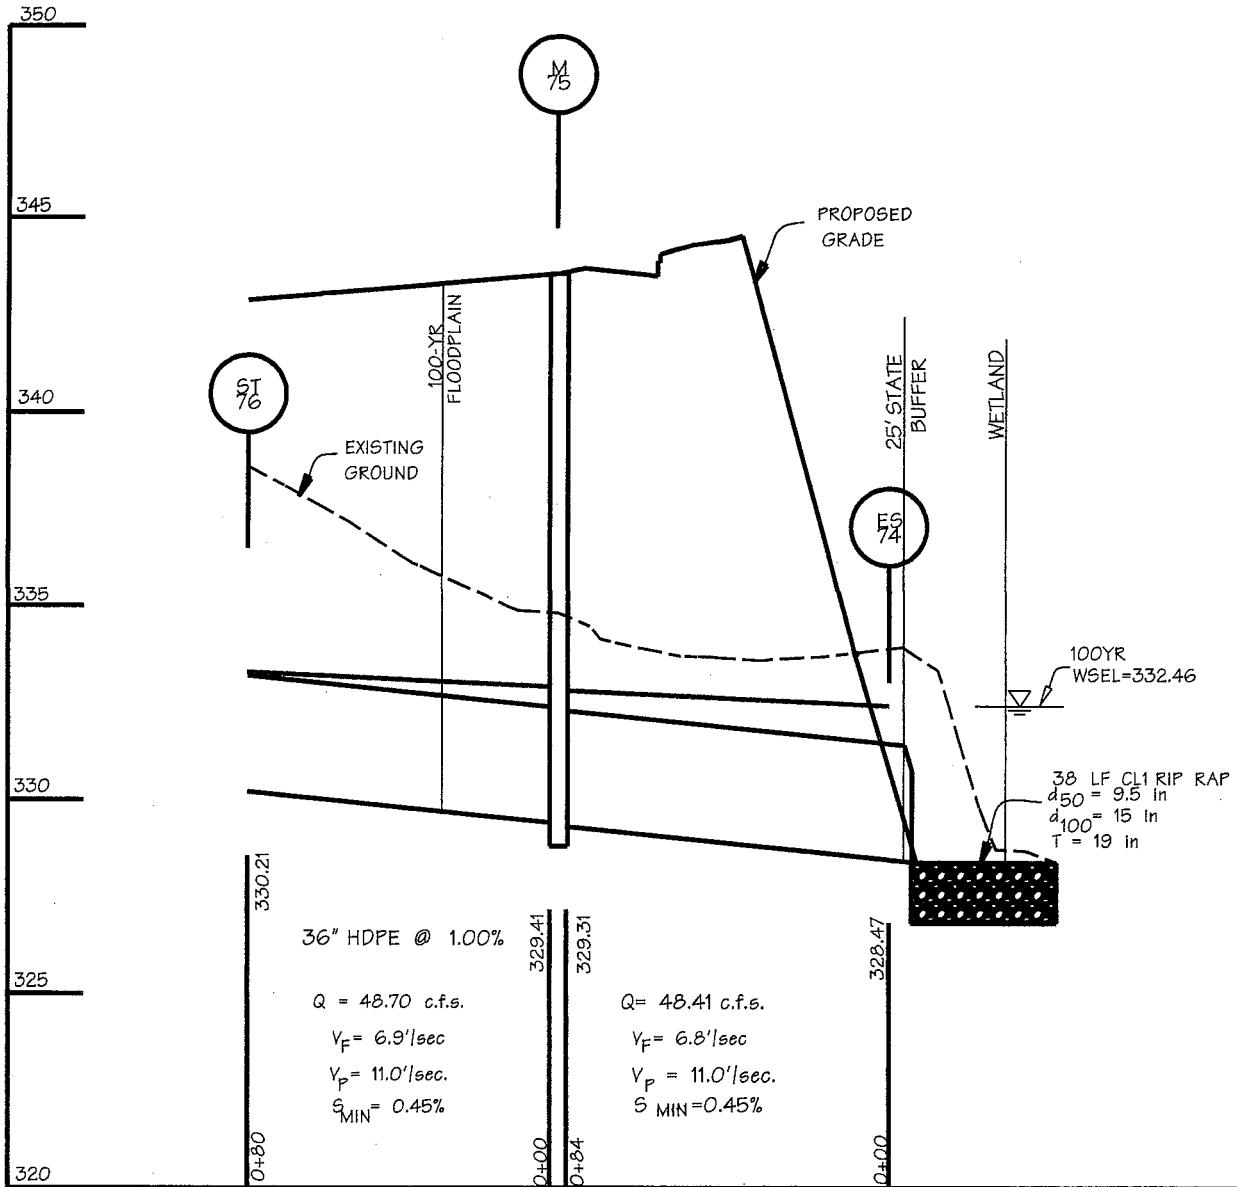 350
M
75
345
PROPOSED
GRADE
100-YR
FLOODPLAIN
25' STATE
BUFFER
WETLAND
ST
76
340
EXISTING
GROUND
ES
74
335
100YR
WSEL=332.46
330
38 LF CL1 RIP RAP
d50 = 9.5 in
d100 = 15 in
T = 19 in
330.21
36" HDPE @ 1.00%
329.41
329.31
328.47
325
Q = 48.70 c.f.s.
VF = 6.9'/sec
VP = 11.0'/sec.
SMIN = 0.45%
Q= 48.41 c.f.s.
VF = 6.8'/sec
VP = 11.0'/sec.
S MIN =0.45%
0+80
0+00
0+84
0+00
320